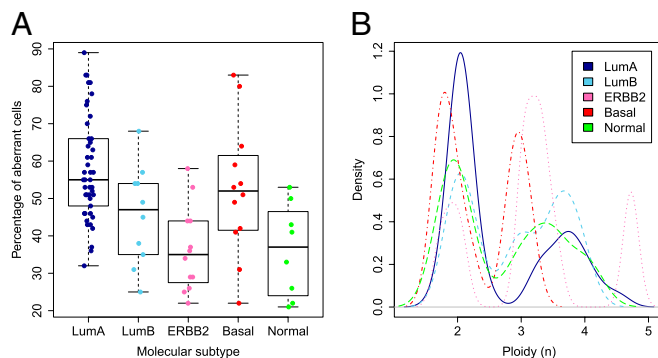 A
Percentage of aberrant cells
90
80
70
60
50
40
30
20
LumA LumB ERBB2 Basal Normal
Molecular subtype
B
Density
1.2
1.0
0.8
0.6
0.4
0.2
0.0
LumA
LumB
ERBB2
Basal
Normal
2 3 4 5
Ploidy (n)